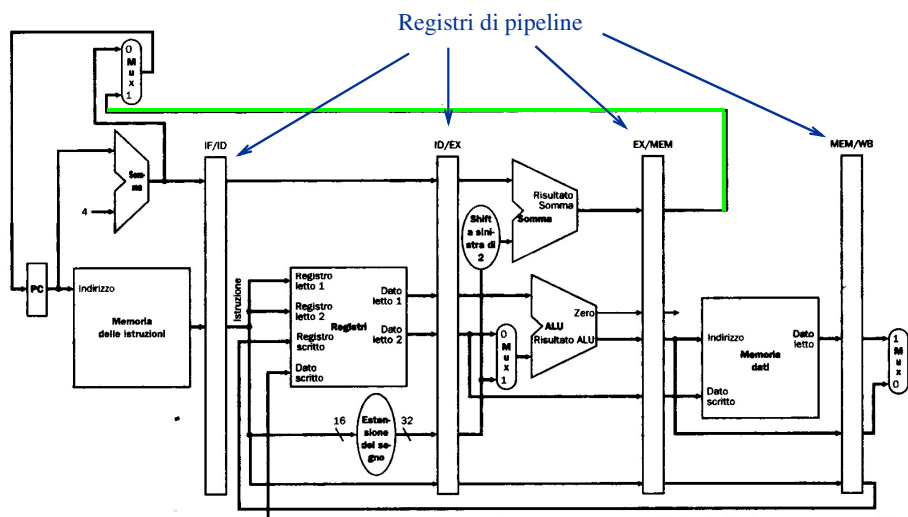 Registri di pipeline
0
M
u
x
1
IF/ID
ID/EX
EX/MEM
MEM/WB
Som-
ma
4
Risultato
Somma
Somma
Shift
a sini-
stra di
2
PC
Indirizzo
Memoria
delle istruzioni
Istruzione
Registro
letto 1
Registro
letto 2
Registro
scritto
Dato
scritto
Registri
Dato
letto 1
Dato
letto 2
0
M
u
x
1
Zero
ALU
Risultato ALU
Indirizzo
Dato
letto
Memoria
dati
Dato
scritto
1
M
u
x
0
16
Esten-
sione
del se-
gno
32